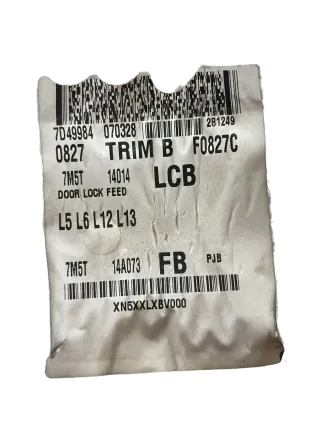 7D49984 070328 281249
0827 TRIM B F0827C
7M5T 14014 LCB
DOOR LOCK FEED
L5 L6 L12 L13
7M5T 14A073 FB PJB
XN5XXLXBV000